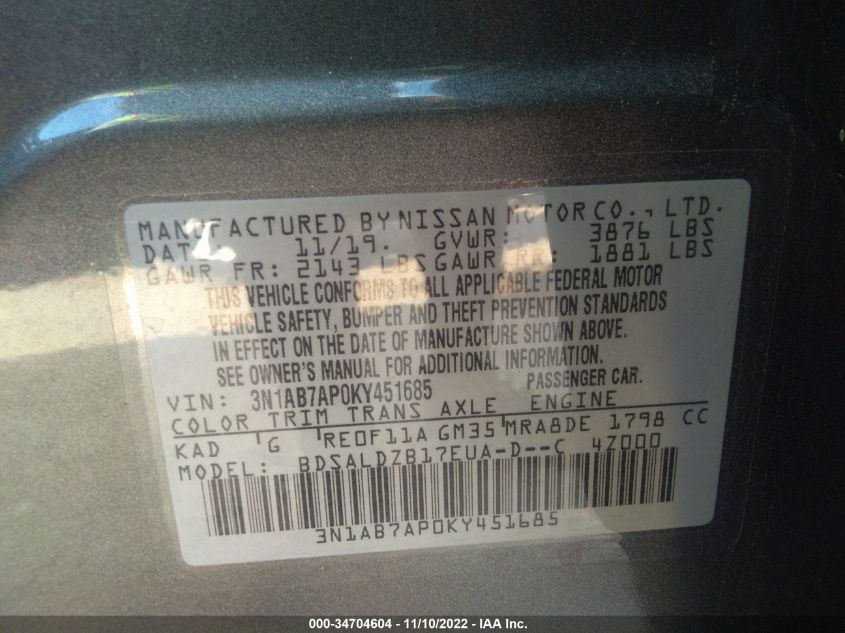 MANUFACTURED BY NISSAN MOTOR CO., LTD.
DATE: 11/19. GVWR: 3876 LBS
GAWR FR: 2143 LBS GAWR RR: 1881 LBS
THIS VEHICLE CONFORMS TO ALL APPLICABLE FEDERAL MOTOR
VEHICLE SAFETY, BUMPER AND THEFT PREVENTION STANDARDS
IN EFFECT ON THE DATE OF MANUFACTURE SHOWN ABOVE.
SEE OWNER'S MANUAL FOR ADDITIONAL INFORMATION.
VIN: 3N1AB7AP0KY451685 PASSENGER CAR.
COLOR TRIM TRANS AXLE ENGINE
KAD G RE0F11A GM35 MRA8DE 1798 CC
MODEL: BDSALDZB17EUA-D--C 4Z000
3N1AB7AP0KY451685
000-34704604 - 11/10/2022 - IAA Inc.